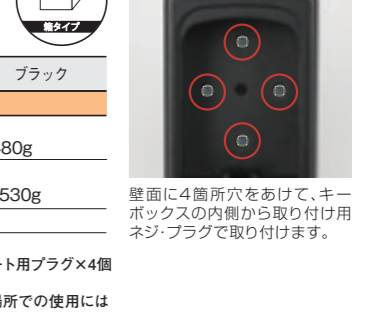 箱タイプ
ブラック
480g
530g
壁面に4箇所穴をあけて、キー
ボックスの内側から取り付け用
ネジ・プラグで取り付けます。
ート用プラグ×4個
場所での使用には